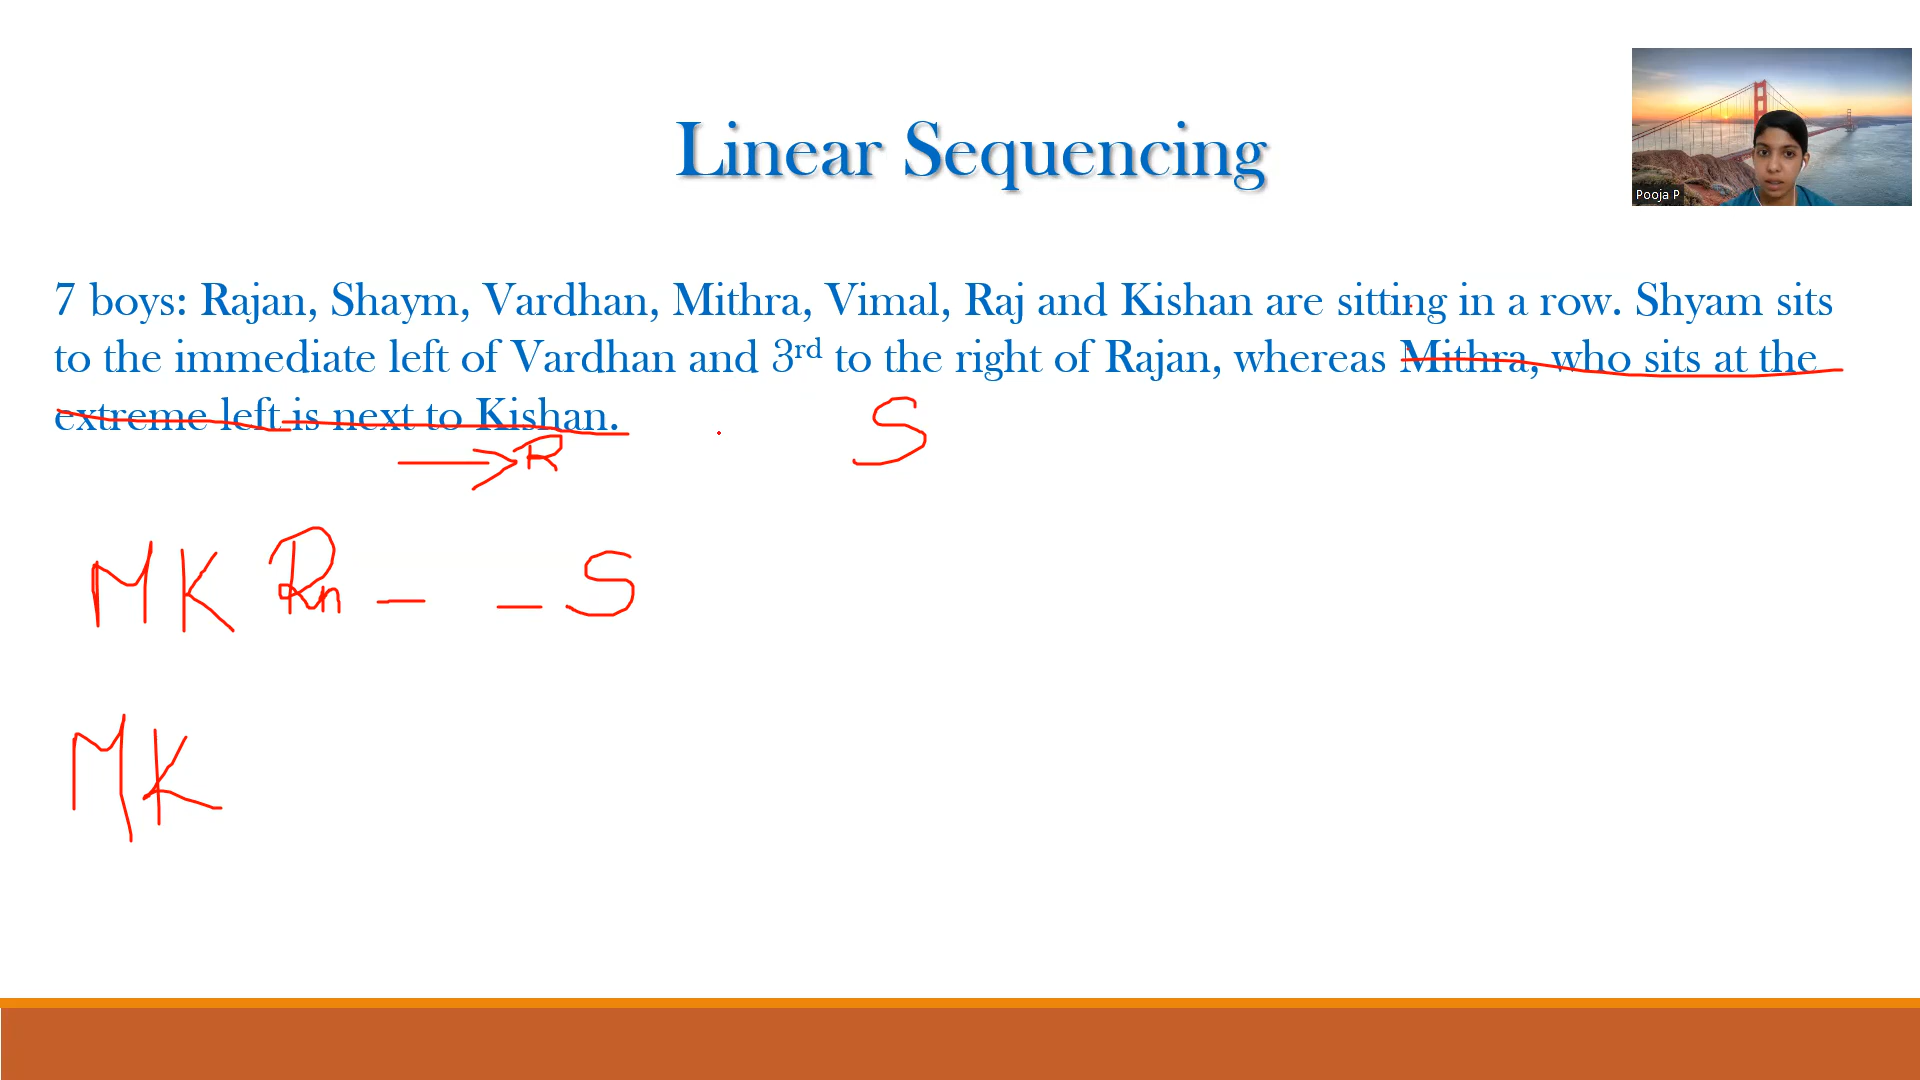 Pooja P
Linear Sequencing
7 boys: Rajan, Shaym, Vardhan, Mithra, Vimal, Raj and Kishan are sitting in a row. Shyam sits
to the immediate left of Vardhan and 3rd to the right of Rajan, whereas Mithra, who sits at the
extreme left is next to Kishan.
S
R
M K Rn _ _ S
M K